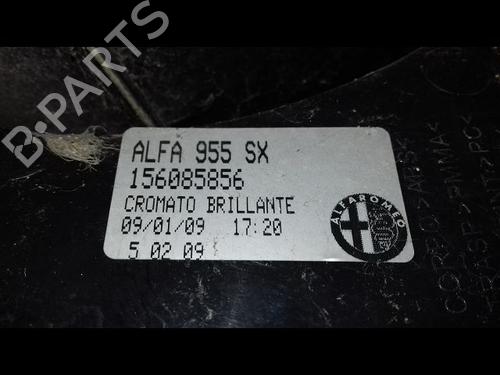 B-PARTS
ALFA 955 SX
156085856
CROMATO BRILLANTE
09/01/09 17:20
5 02 09
ALFA ROMEO